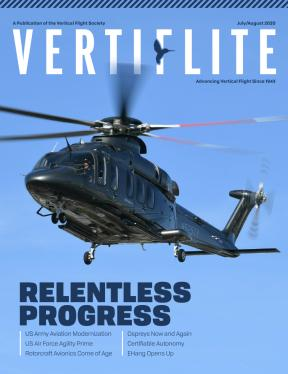 A Publication of the Vertical Flight Society
July/August 2020
VERTIFLITE
Advancing Vertical Flight Since 1943
RELENTLESS
PROGRESS
US Army Aviation Modernization
US Air Force Agility Prime
Rotorcraft Avionics Come of Age
Ospreys Now and Again
Certifiable Autonomy
EHang Opens Up